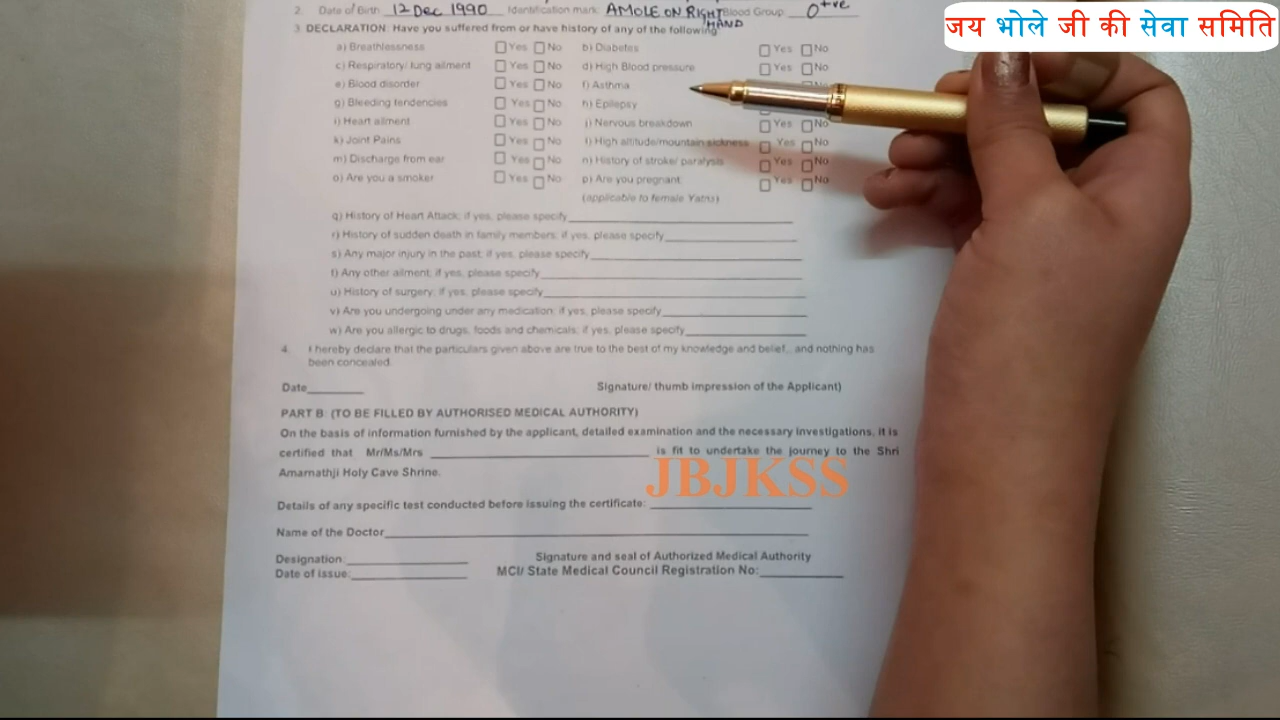 जय भोले जी की सेवा समिति
2. Date of Birth 12 Dec 1990 Identification mark: A MOLE ON RIGHT HAND Blood Group: O+ve
3. DECLARATION: Have you suffered from or have history of any of the following
a) Breathlessness Yes No b) Diabetes Yes No
c) Respiratory/ lung ailment Yes No d) High Blood pressure Yes No
e) Blood disorder Yes No f) Asthma
g) Bleeding tendencies Yes No h) Epilepsy
i) Heart ailment Yes No j) Nervous breakdown Yes No
k) Joint Pains Yes No l) High altitude/mountain sickness Yes No
m) Discharge from ear Yes No n) History of stroke/ paralysis Yes No
o) Are you a smoker Yes No p) Are you pregnant Yes No
(applicable to female Yatris)
q) History of Heart Attack; if yes, please specify
r) History of sudden death in family members; if yes, please specify
s) Any major injury in the past; if yes, please specify
t) Any other ailment, if yes, please specify
u) History of surgery; if yes, please specify
v) Are you undergoing under any medication; if yes, please specify
w) Are you allergic to drugs, foods and chemicals; if yes, please specify
4. I hereby declare that the particulars given above are true to the best of my knowledge and belief, and nothing has
been concealed.
Date Signature/ thumb impression of the Applicant)
PART B: (TO BE FILLED BY AUTHORISED MEDICAL AUTHORITY)
On the basis of information furnished by the applicant, detailed examination and the necessary investigations, it is
certified that Mr/Ms/Mrs is fit to undertake the journey to the Shri
Amarnathji Holy Cave Shrine.
JBJKSS
Details of any specific test conducted before issuing the certificate:
Name of the Doctor
Designation: Signature and seal of Authorized Medical Authority
Date of issue: MCI/ State Medical Council Registration No: